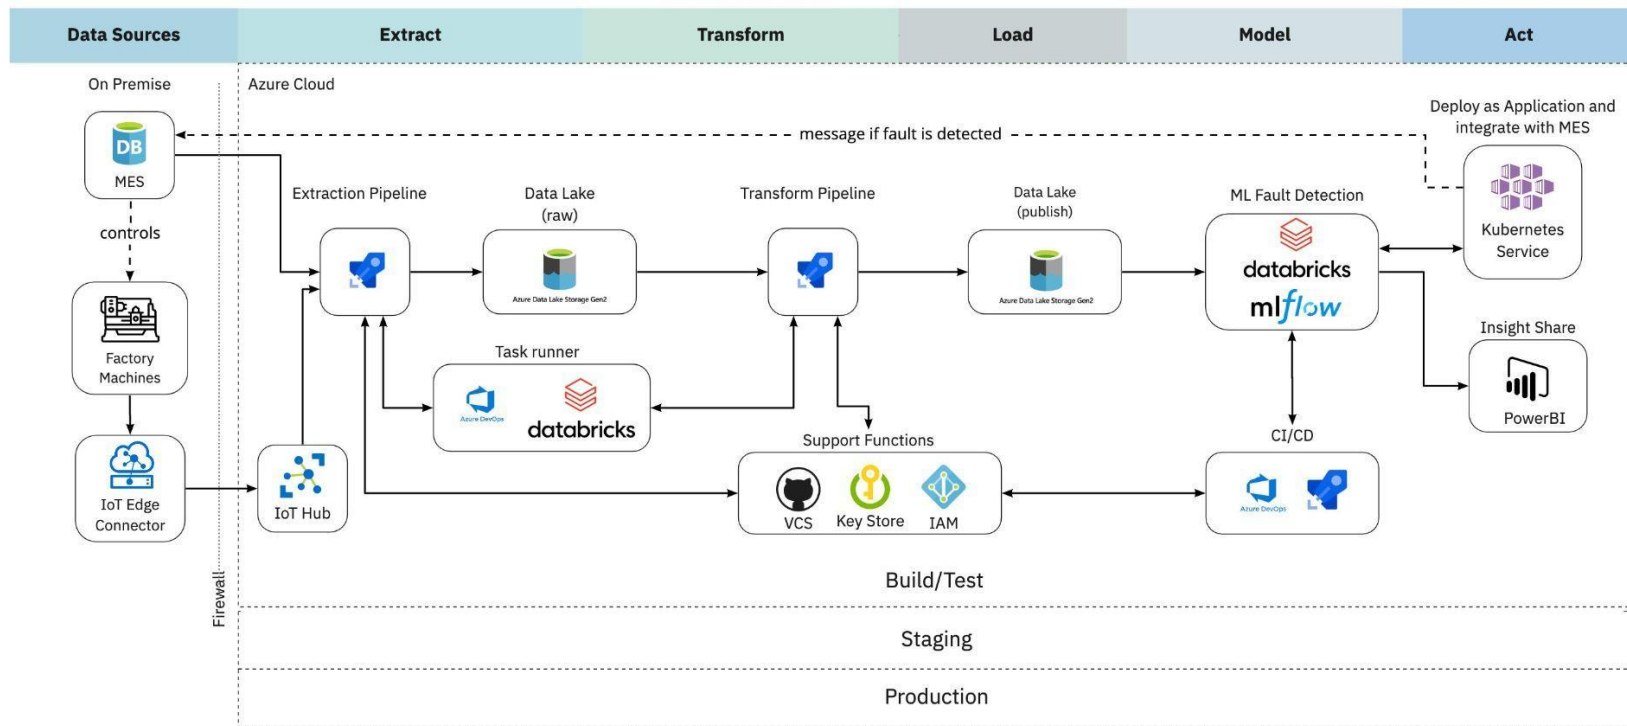 Data Sources
Extract
Transform
Load
Model
Act
On Premise
Azure Cloud
DB
MES
controls
Factory
Machines
IoT Edge
Connector
Firewall
message if fault is detected
Deploy as Application and
integrate with MES
Kubernetes
Service
Extraction Pipeline
Data Lake
(raw)
Azure Data Lake Storage Gen2
Transform Pipeline
Data Lake
(publish)
Azure Data Lake Storage Gen2
ML Fault Detection
databricks
mlflow
Insight Share
PowerBI
Task runner
Azure DevOps
databricks
IoT Hub
Support Functions
VCS
Key Store
IAM
CI/CD
Azure DevOps
Build/Test
Staging
Production